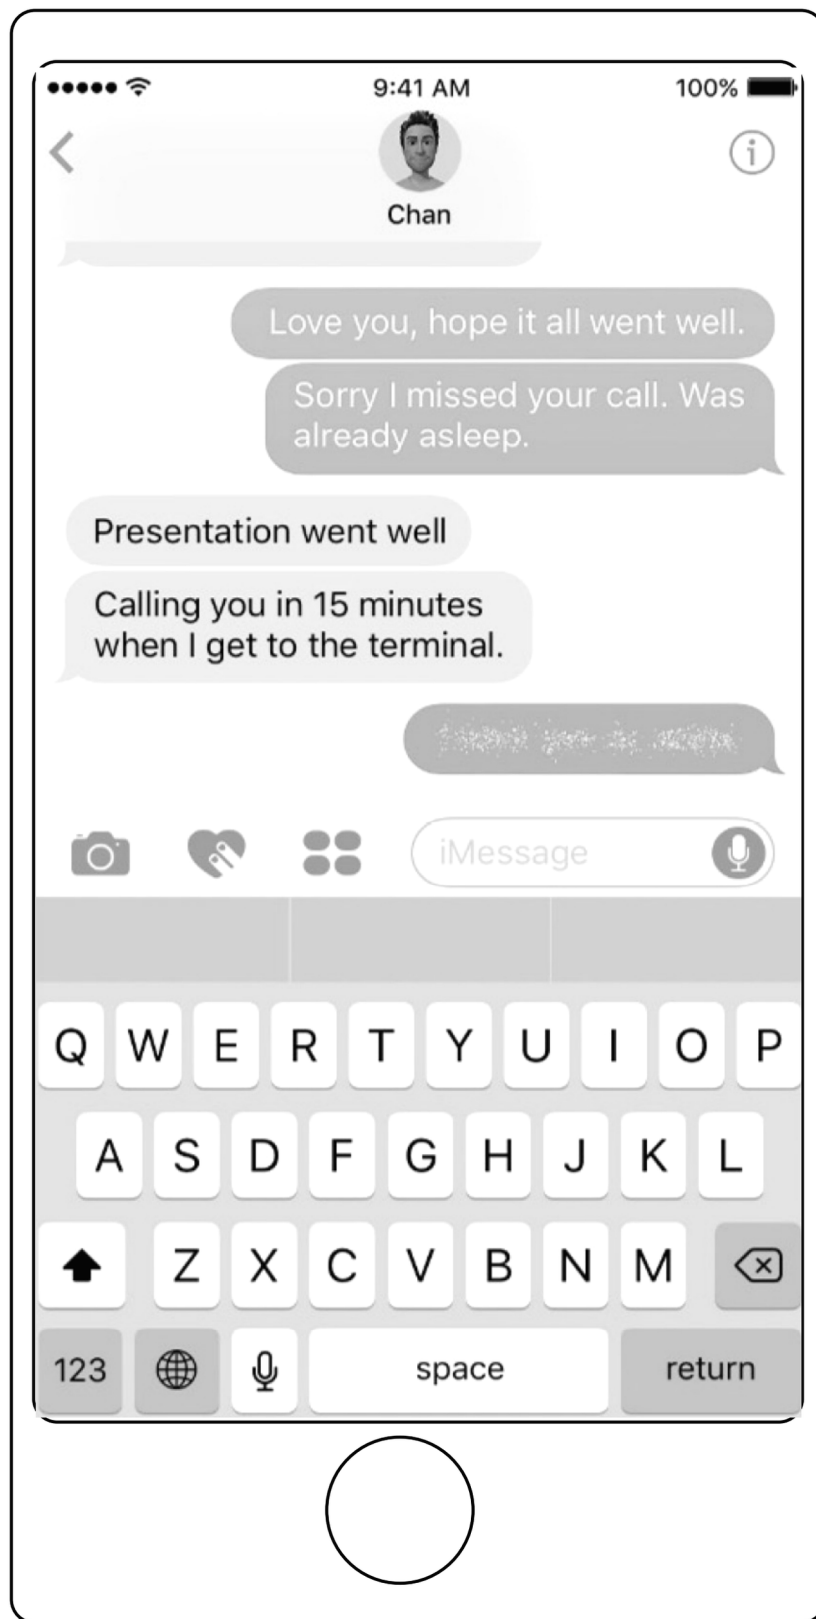 9:41 AM
100%
Chan
Love you, hope it all went well.
Sorry I missed your call. Was
already asleep.
Presentation went well
Calling you in 15 minutes
when I get to the terminal.
iMessage
Q W E R T Y U I O P
A S D F G H J K L
Z X C V B N M
123 space return